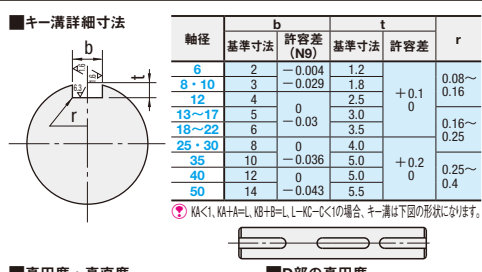 ■キー溝詳細寸法
b
t
1.6
1.6
6.3
r
軸径 b t r
基準寸法 許容差(N9) 基準寸法 許容差
6 2 －0.004 －0.029 1.2 ＋0.1 0 0.08～0.16
8・10 3 1.8
12 4 0 －0.03 2.5
13～17 5 3.0 0.16～0.25
18～22 6 3.5
25・30 8 0 －0.036 4.0 ＋0.2 0
35 10 5.0 0.25～0.4
40 12 0 －0.043 5.0
50 14 5.5
KA<1、KA+A=L、KB+B=L、L-KC-C<1の場合、キー溝は下図の形状になります。